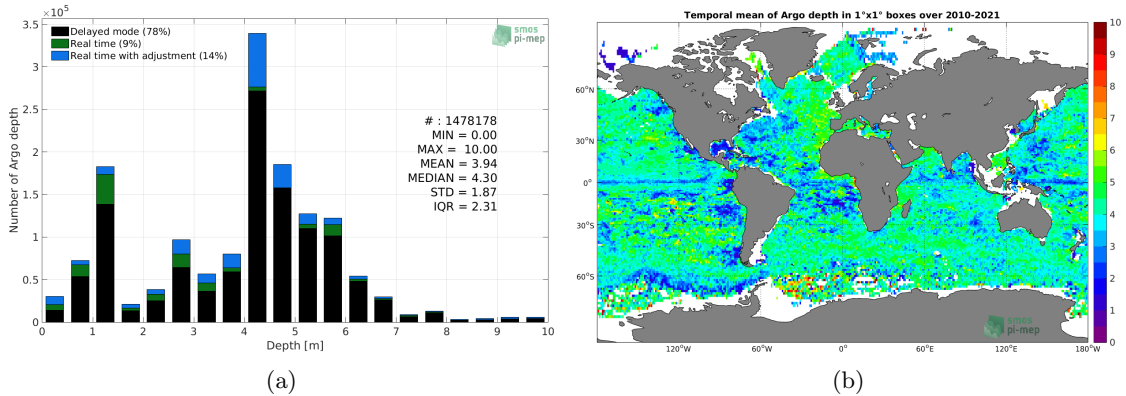 ×10⁵
3.5
3
2.5
2
1.5
1
0.5
0
Number of Argo depth
Delayed mode (78%)
Real time (9%)
Real time with adjustment (14%)
smos
pi-mep
# : 1478178
MIN = 0.00
MAX = 10.00
MEAN = 3.94
MEDIAN = 4.30
STD = 1.87
IQR = 2.31
0 1 2 3 4 5 6 7 8 9 10
Depth [m]
(a)
Temporal mean of Argo depth in 1°x1° boxes over 2010-2021
60°N
30°N
0°
30°S
60°S
120°W 60°W 0° 60°E 120°E 180°W
smos
pi-mep
10
9
8
7
6
5
4
3
2
1
0
(b)